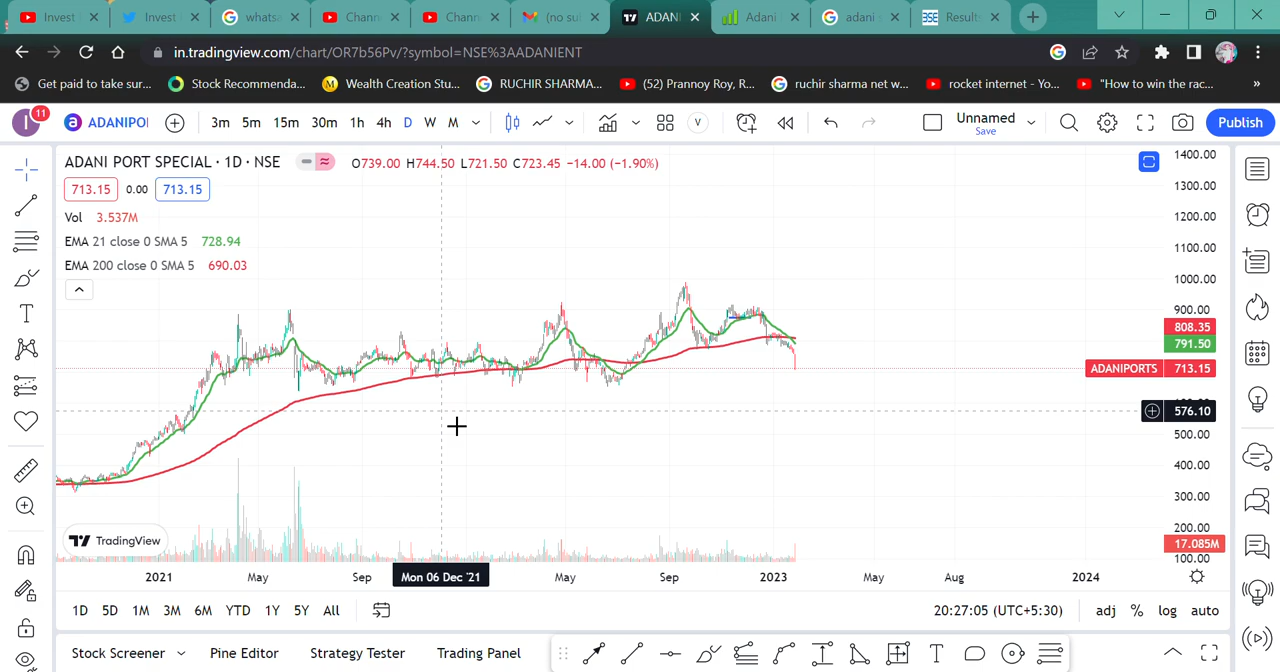 Invest
Invest
whats
Chann
Chann
(no su
ADANI
Adani
adani s
BSE Results
in.tradingview.com/chart/OR7b56Pv/?symbol=NSE%3AADANIENT
Get paid to take sur...
Stock Recommenda...
Wealth Creation Stu...
RUCHIR SHARMA...
(52) Prannoy Roy, R...
ruchir sharma net w...
rocket internet - Yo...
"How to win the rac...
»
I 11
ADANIPO
3m 5m 15m 30m 1h 4h D W M
V
Unnamed
Save
Publish
ADANI PORT SPECIAL · 1D · NSE
O739.00 H744.50 L721.50 C723.45 −14.00 (−1.90%)
713.15 0.00 713.15
Vol 3.537M
EMA 21 close 0 SMA 5 728.94
EMA 200 close 0 SMA 5 690.03
1400.00
1300.00
1200.00
1100.00
1000.00
900.00
808.35
791.50
ADANIPORTS 713.15
576.10
500.00
400.00
300.00
200.00
17.085M
100.00
TradingView
2021 May Sep Mon 06 Dec '21 May Sep 2023 May Aug 2024
1D 5D 1M 3M 6M YTD 1Y 5Y All
20:27:05 (UTC+5:30) adj % log auto
Stock Screener Pine Editor Strategy Tester Trading Panel